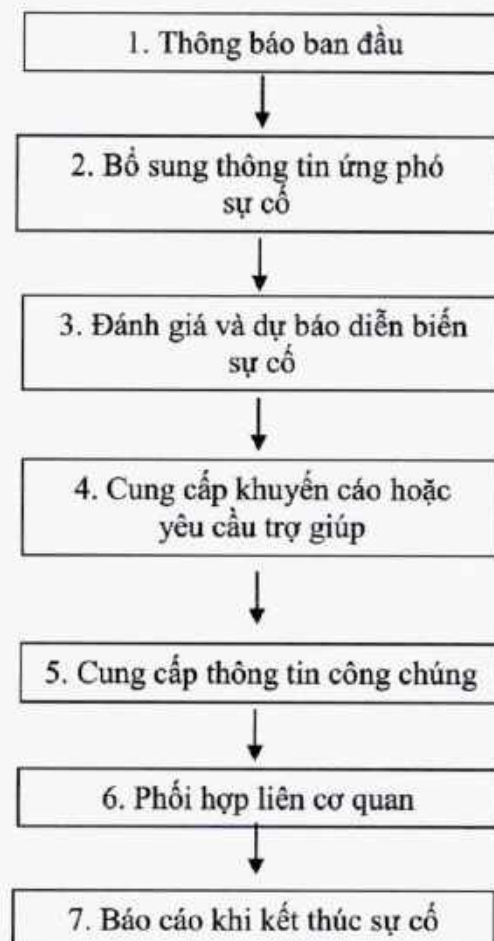 1. Thông báo ban đầu
2. Bổ sung thông tin ứng phó
sự cố
3. Đánh giá và dự báo diễn biến
sự cố
4. Cung cấp khuyến cáo hoặc
yêu cầu trợ giúp
5. Cung cấp thông tin công chúng
6. Phối hợp liên cơ quan
7. Báo cáo khi kết thúc sự cố